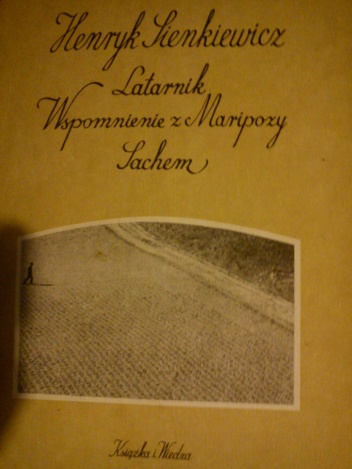 Henryk Sienkiewicz
Latarnik
Wspomnienie z Maripozy
Sachem
Książka i Wiedza